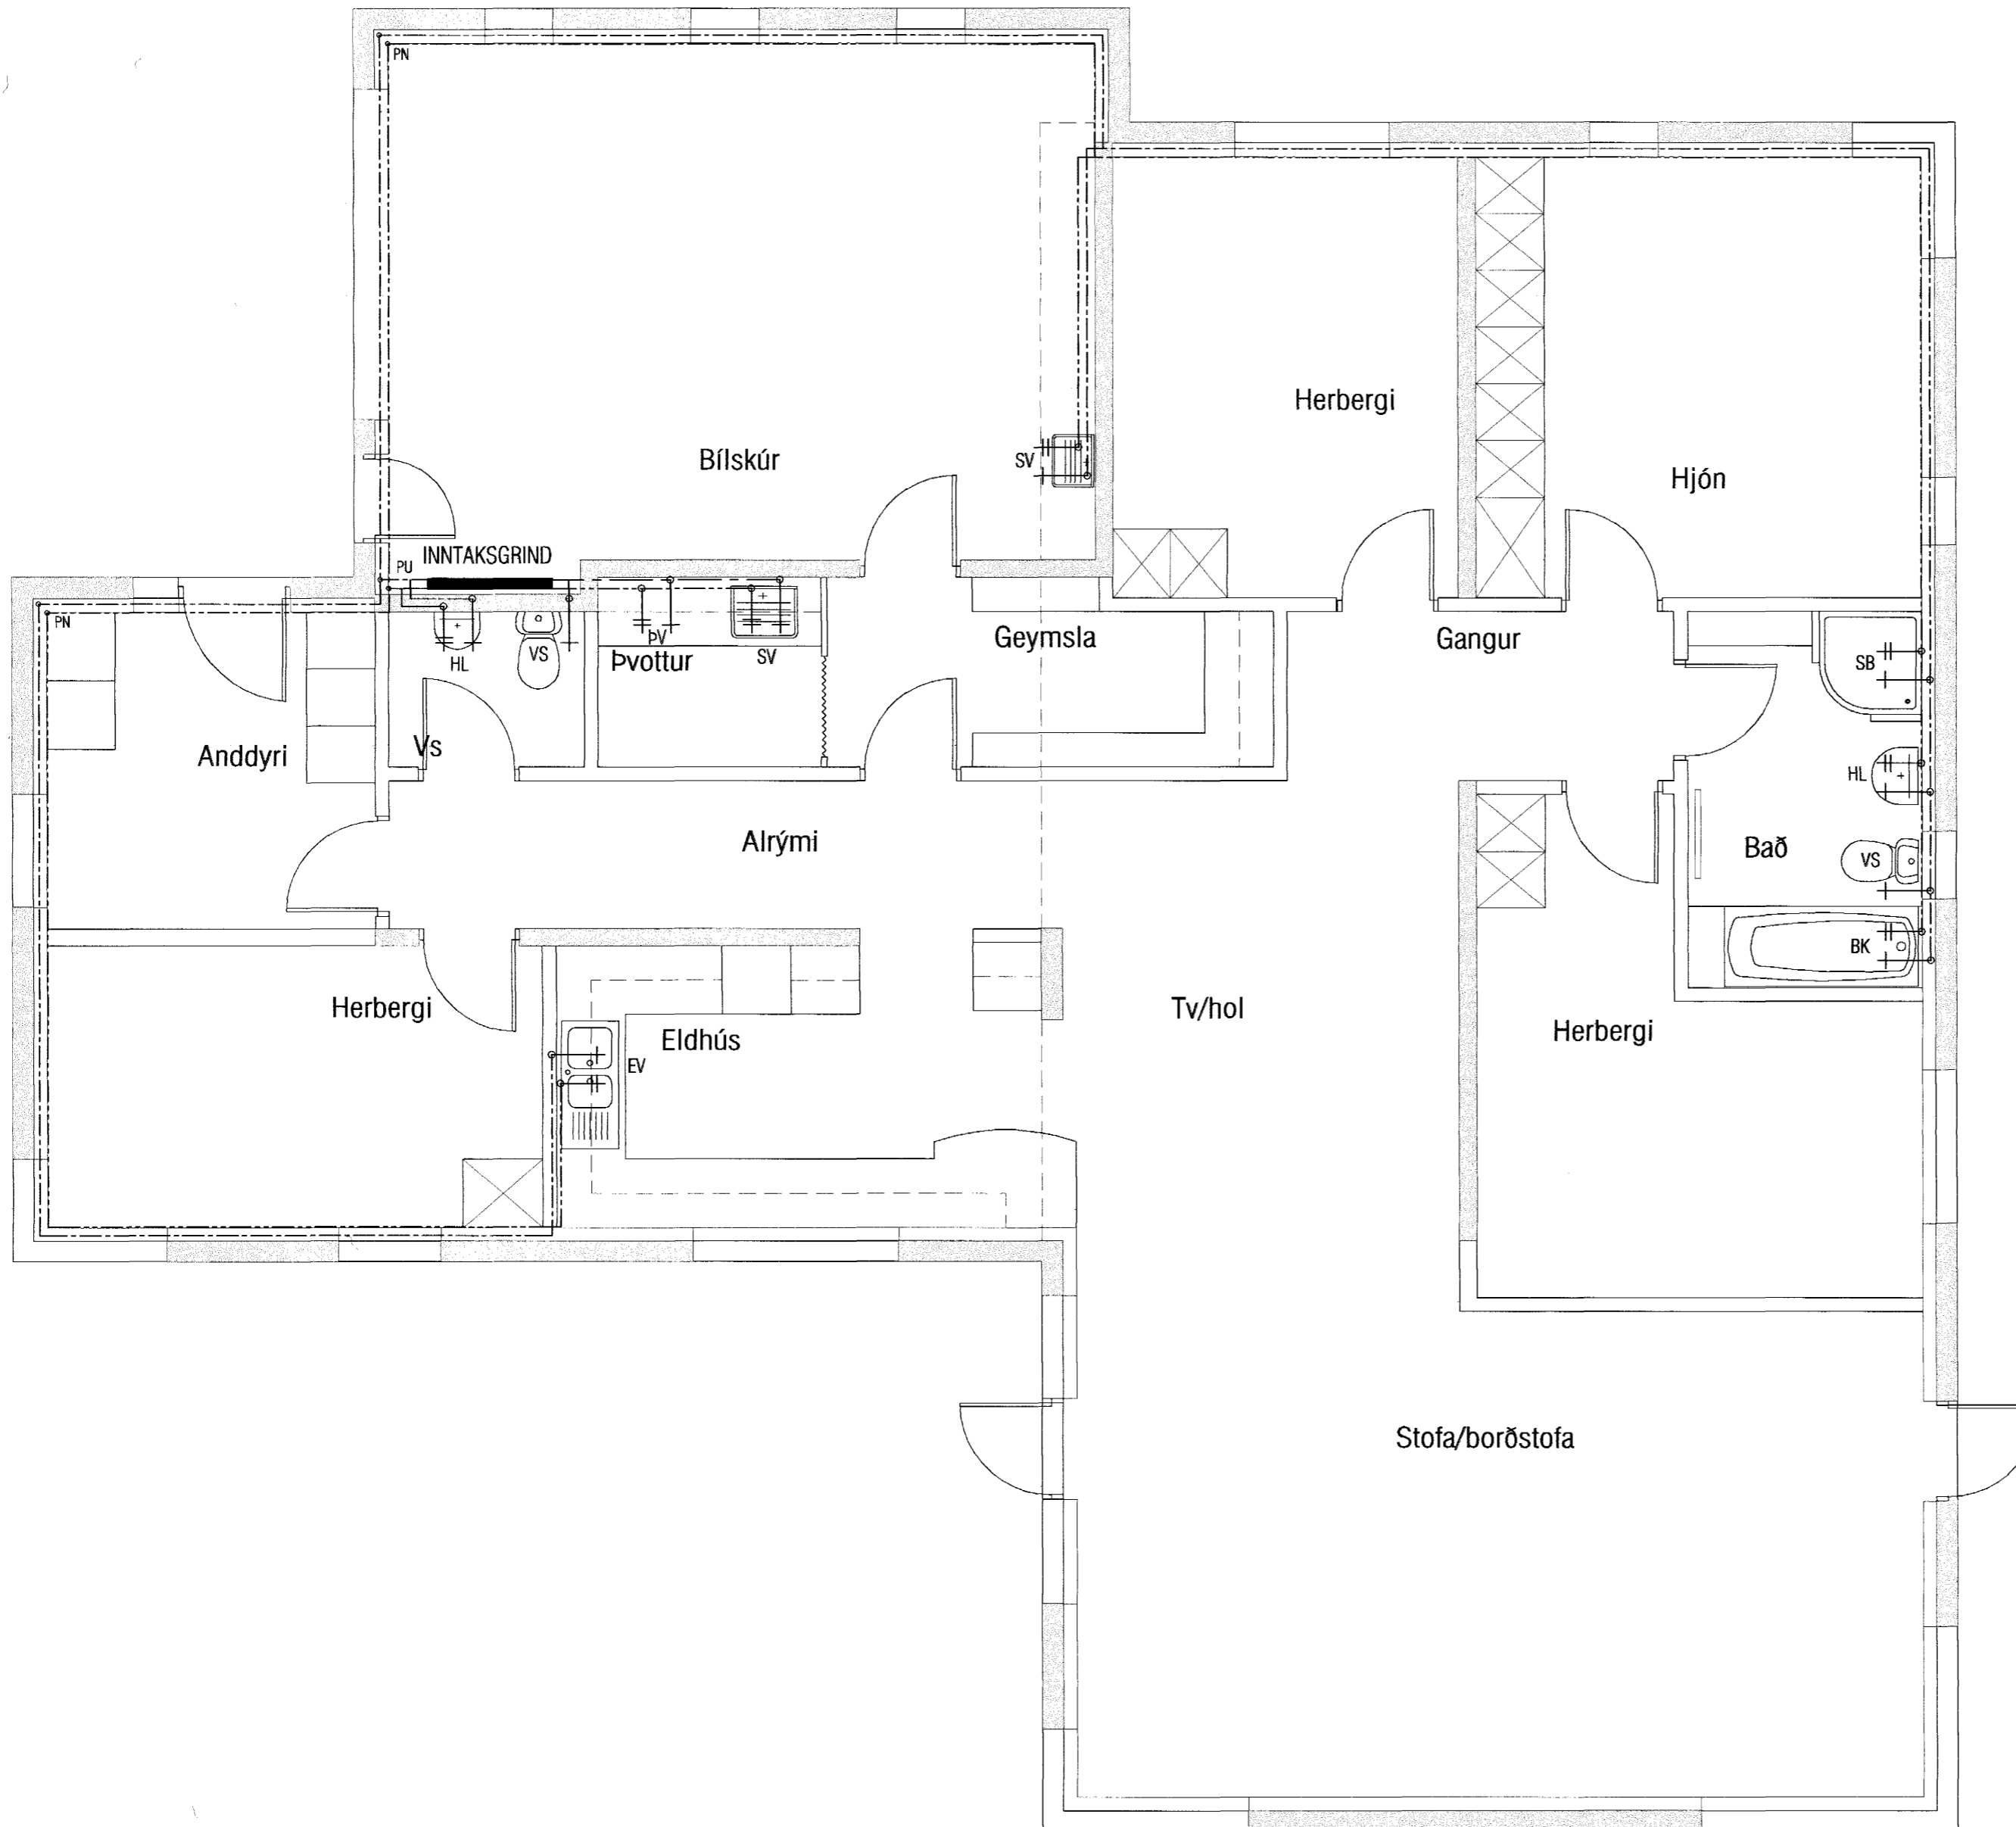 PN
Herbergi
Bílskúr
SV
Hjón
INNTAKSGRIND
PU
PN
HL
VS
ÞV
Þvottur
SV
Geymsla
Gangur
SB
Anddyri
Vs
HL
Alrými
Bað
VS
BK
Herbergi
Eldhús
EV
Tv/hol
Herbergi
Stofa/borðstofa